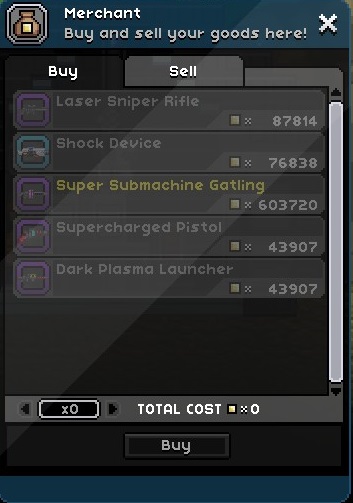 Merchant
Buy and sell your goods here!
Buy Sell
Laser Sniper Rifle
x 87814
Shock Device
x 76838
Super Submachine Gatling
x 603720
Supercharged Pistol
x 43907
Dark Plasma Launcher
x 43907
x0 TOTAL COST x0
Buy